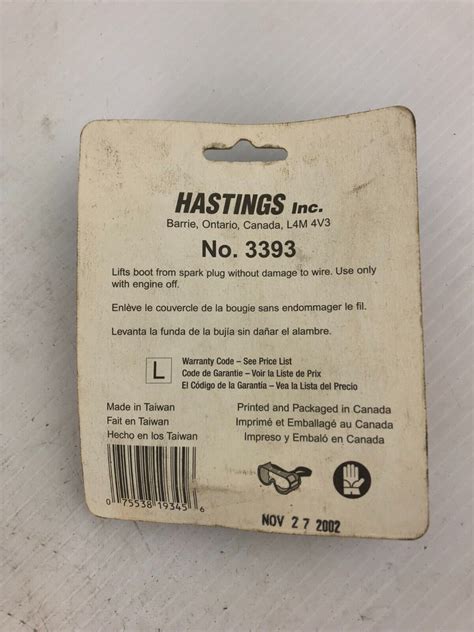 HASTINGS Inc.
Barrie, Ontario, Canada, L4M 4V3
No. 3393
Lifts boot from spark plug without damage to wire. Use only
with engine off.
Enlève le couvercle de la bougie sans endommager le fil.
Levanta la funda de la bujía sin dañar el alambre.
L
Warranty Code – See Price List
Code de Garantie – Voir la Liste de Prix
El Código de la Garantía – Vea la Lista del Precio
Made in Taiwan
Fait en Taiwan
Hecho en los Taiwan
Printed and Packaged in Canada
Imprimé et Emballagé au Canada
Impreso y Embaló en Canada
0 75538 19345 6
NOV 27 2002